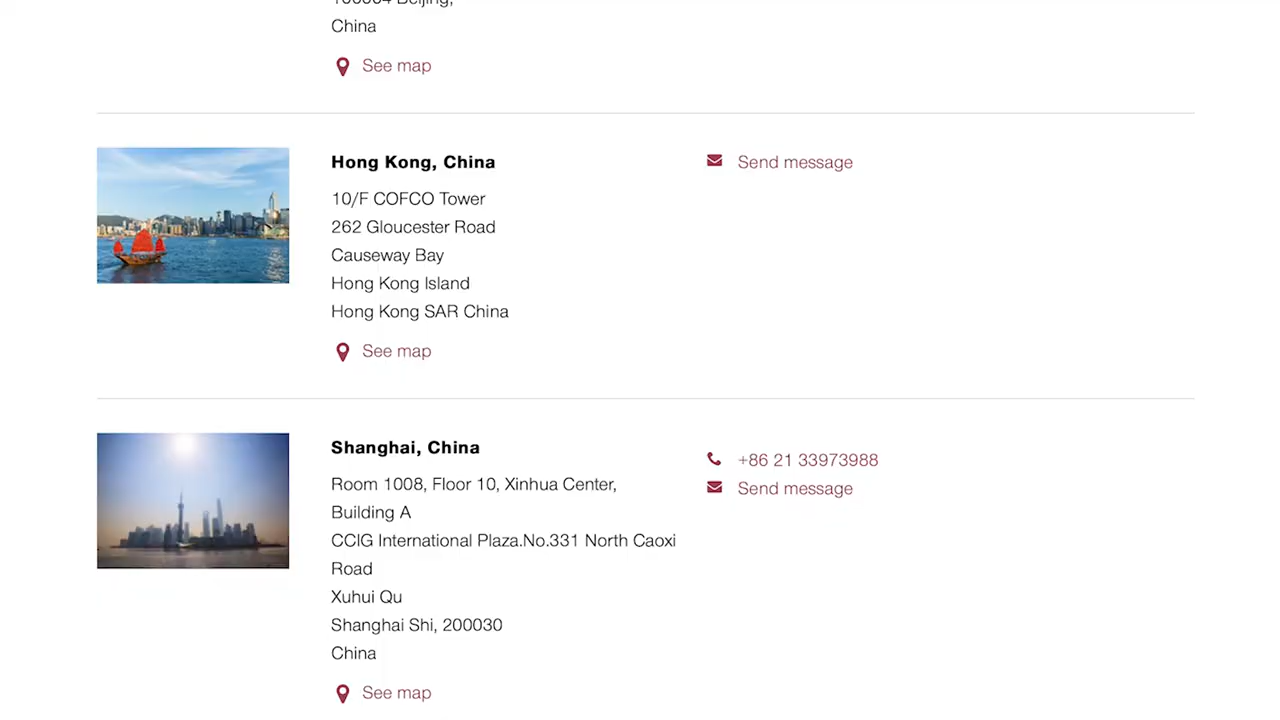 100004 Beijing,
China
See map
Hong Kong, China
Send message
10/F COFCO Tower
262 Gloucester Road
Causeway Bay
Hong Kong Island
Hong Kong SAR China
See map
Shanghai, China
+86 21 33973988
Send message
Room 1008, Floor 10, Xinhua Center,
Building A
CCIG International Plaza.No.331 North Caoxi
Road
Xuhui Qu
Shanghai Shi, 200030
China
See map